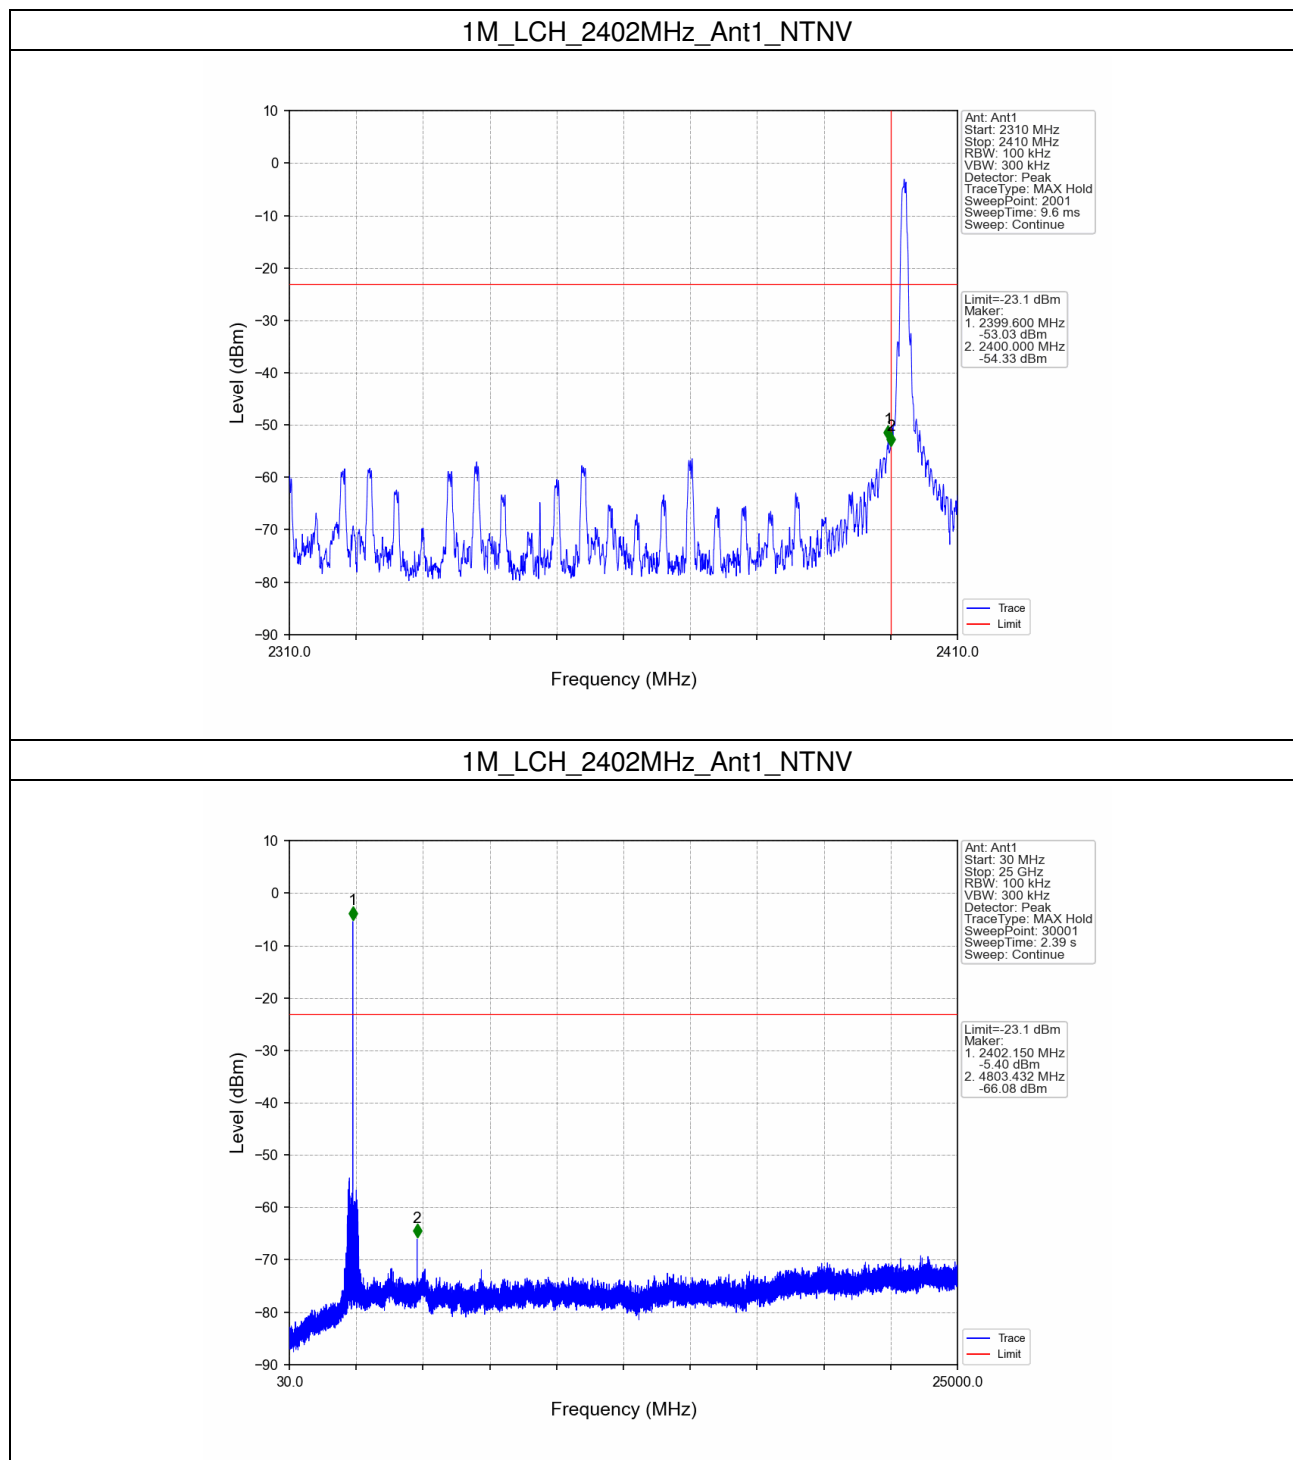 1M_LCH_2402MHz_Ant1_NTNV
10
0
−10
−20
−30
−40
−50
−60
−70
−80
−90
Level (dBm)
1
2
2310.0
2410.0
Frequency (MHz)
Ant: Ant1
Start: 2310 MHz
Stop: 2410 MHz
RBW: 100 kHz
VBW: 300 kHz
Detector: Peak
TraceType: MAX Hold
SweepPoint: 2001
SweepTime: 9.6 ms
Sweep: Continue
Limit=-23.1 dBm
Maker:
1. 2399.600 MHz
-53.03 dBm
2. 2400.000 MHz
-54.33 dBm
Trace
Limit
1M_LCH_2402MHz_Ant1_NTNV
10
0
−10
−20
−30
−40
−50
−60
−70
−80
−90
Level (dBm)
1
2
30.0
25000.0
Frequency (MHz)
Ant: Ant1
Start: 30 MHz
Stop: 25 GHz
RBW: 100 kHz
VBW: 300 kHz
Detector: Peak
TraceType: MAX Hold
SweepPoint: 30001
SweepTime: 2.39 s
Sweep: Continue
Limit=-23.1 dBm
Maker:
1. 2402.150 MHz
-5.40 dBm
2. 4803.432 MHz
-66.08 dBm
Trace
Limit